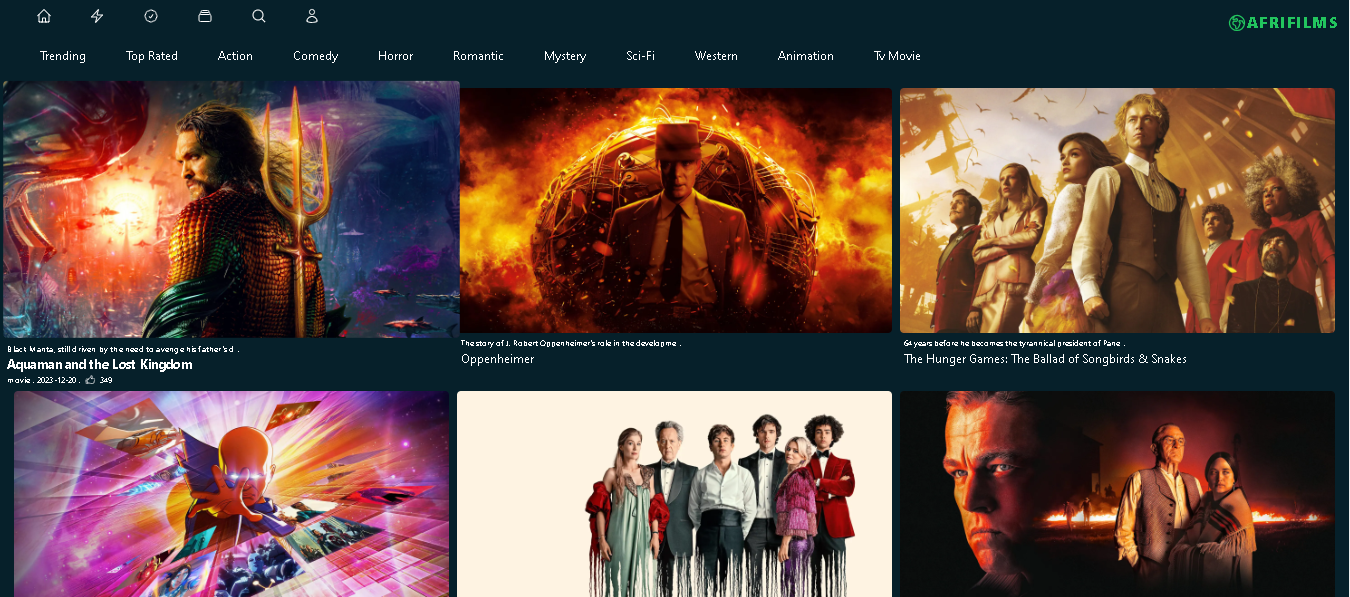 AFRIFILMS
Trending Top Rated Action Comedy Horror Romantic Mystery Sci-Fi Western Animation Tv Movie
Black Manta, still driven by the need to avenge his father's d .
Aquaman and the Lost Kingdom
movie . 2023-12-20 . 349
The story of J. Robert Oppenheimer's role in the developme .
Oppenheimer
64 years before he becomes the tyrannical president of Pane .
The Hunger Games: The Ballad of Songbirds & Snakes